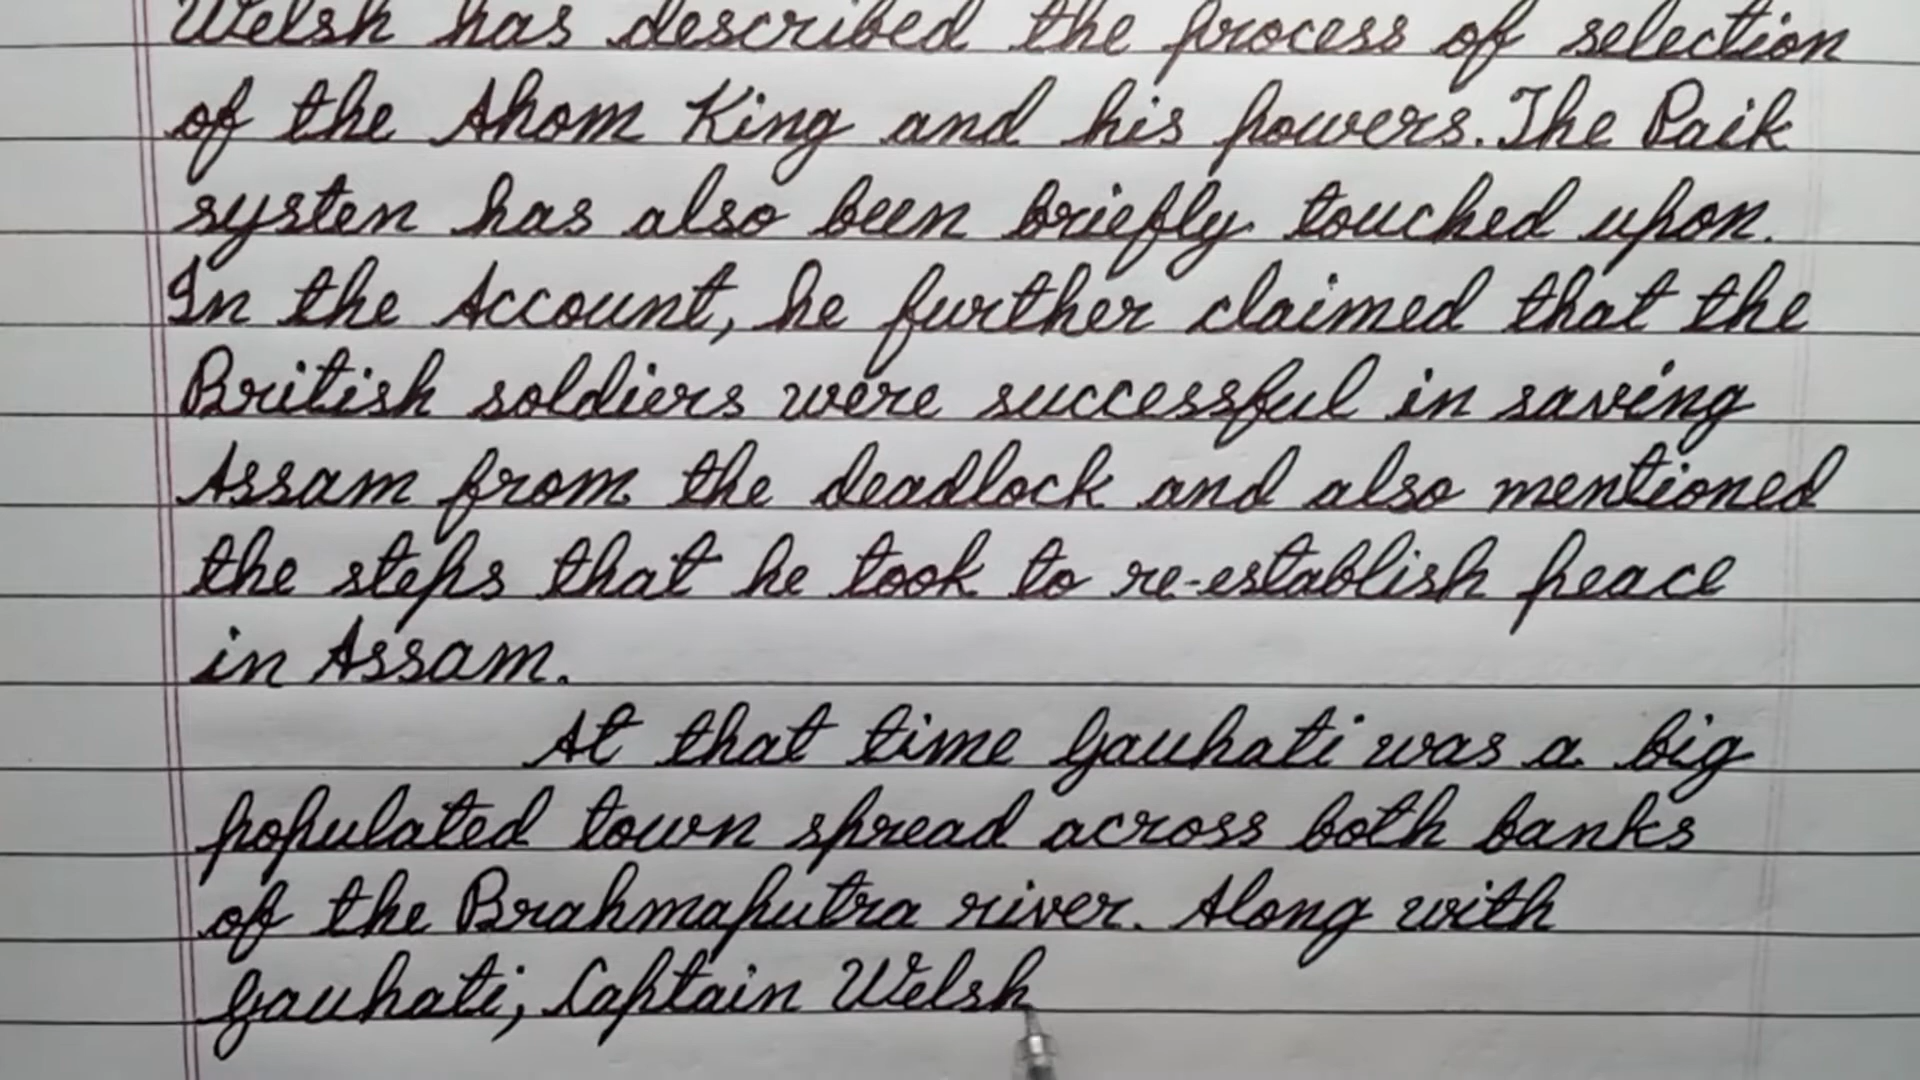 Welsh has described the process of selection
of the Ahom King and his powers. The Paik
systen has also been briefly touched upon.
In the Account, he further claimed that the
British soldiers were successful in saving
Assam from the deadlock and also mentioned
the steps that he took to re-establish peace
in Assam.
At that time Gauhati was a big
populated town spread across both banks
of the Brahmaputra river. Along with
Gauhati, Captain Welsh